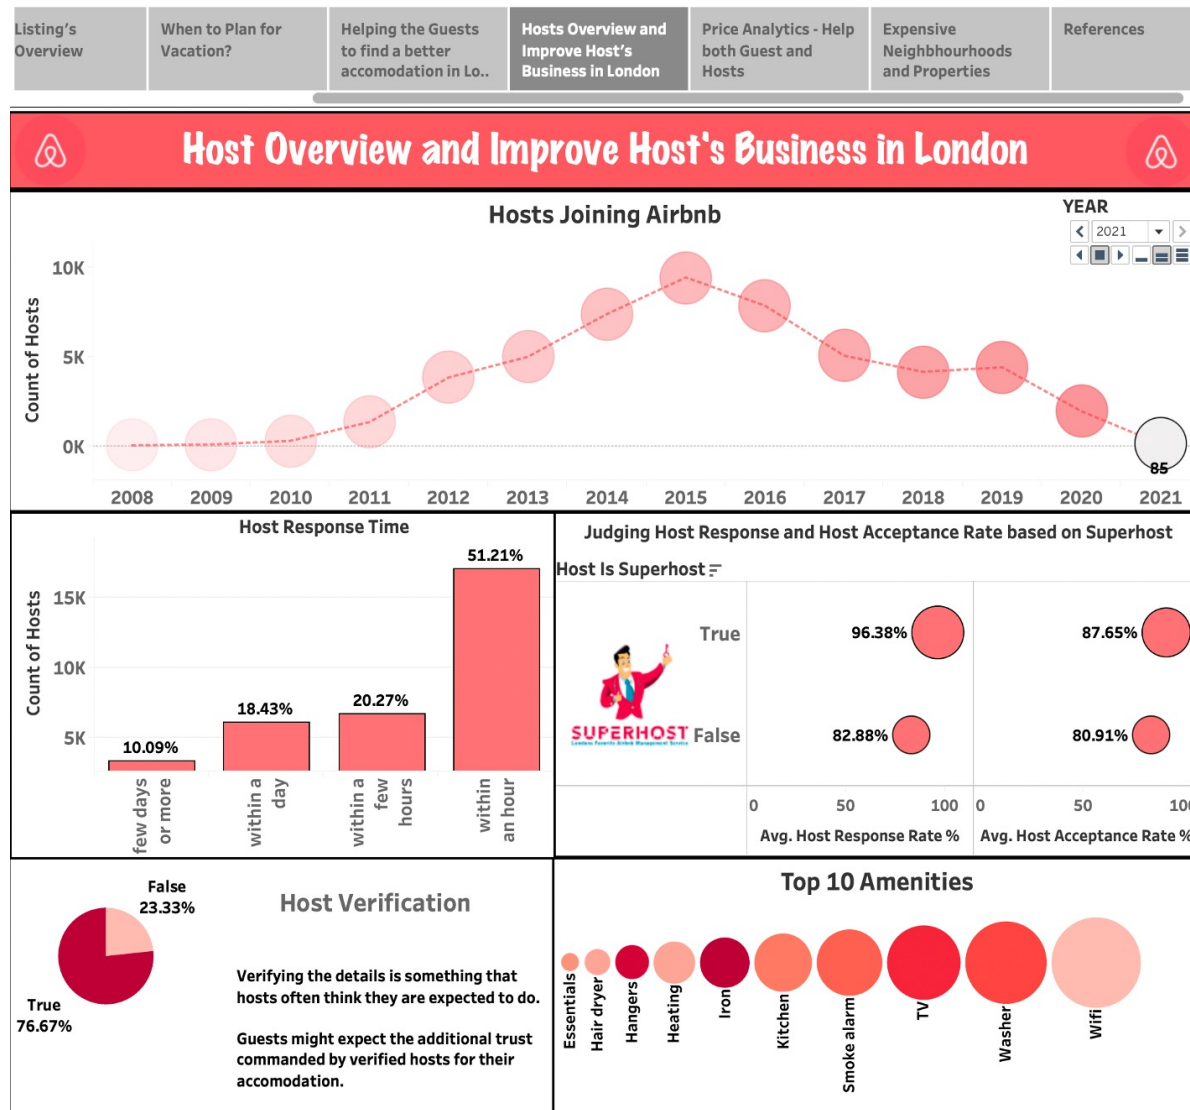 Listing's
Overview
When to Plan for
Vacation?
Helping the Guests
to find a better
accomodation in Lo..
Hosts Overview and
Improve Host's
Business in London
Price Analytics - Help
both Guest and
Hosts
Expensive
Neighbhourhoods
and Properties
References
Host Overview and Improve Host's Business in London
Hosts Joining Airbnb
YEAR
2021
Count of Hosts
10K
5K
0K
85
2008 2009 2010 2011 2012 2013 2014 2015 2016 2017 2018 2019 2020 2021
Host Response Time
Count of Hosts
15K
10K
5K
10.09%
18.43%
20.27%
51.21%
few days
or more
within a
day
within a
few
hours
within
an hour
Judging Host Response and Host Acceptance Rate based on Superhost
Host Is Superhost
SUPERHOST
Londons Favorite Airbnb Management Service
True
96.38%
87.65%
False
82.88%
80.91%
0 50 100
0 50 100
Avg. Host Response Rate %
Avg. Host Acceptance Rate %
Host Verification
False
23.33%
True
76.67%
Verifying the details is something that
hosts often think they are expected to do.
Guests might expect the additional trust
commanded by verified hosts for their
accomodation.
Top 10 Amenities
Essentials
Hair dryer
Hangers
Heating
Iron
Kitchen
Smoke alarm
TV
Washer
Wifi